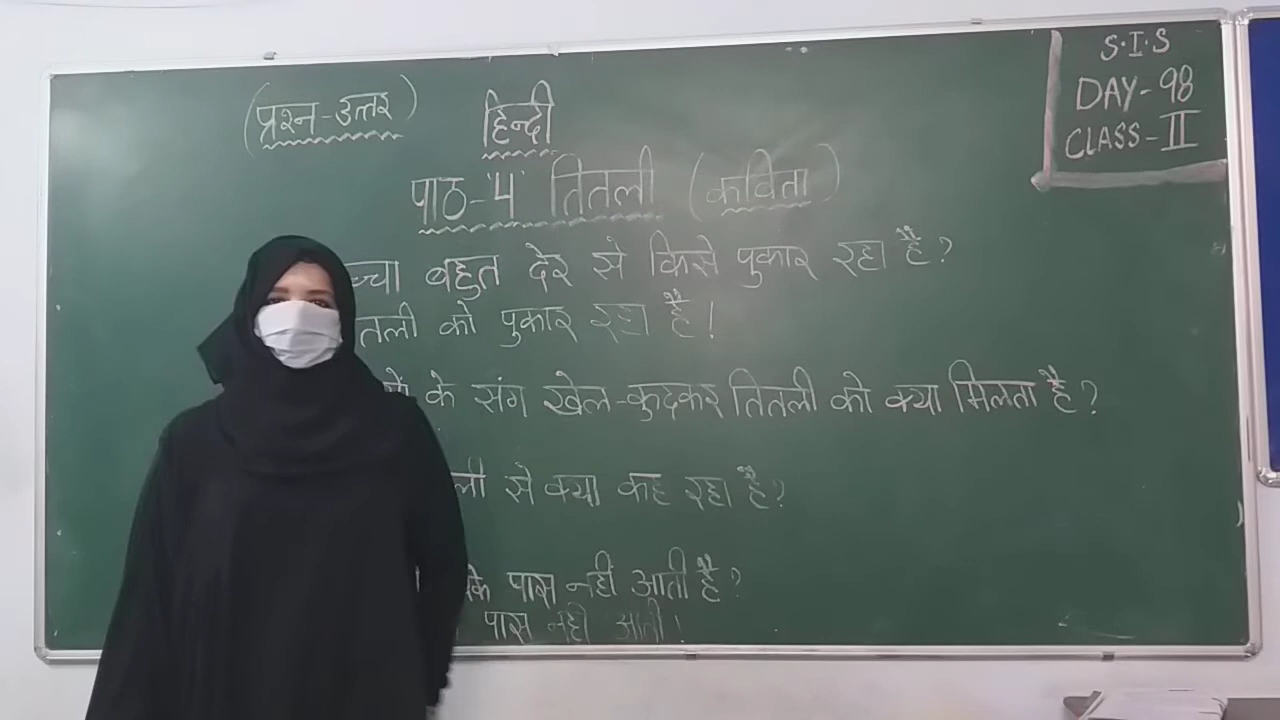 (प्रश्न-उत्तर)
हिन्दी
S.I.S
DAY-98
CLASS-II
पाठ-'4' तितली (कविता)
बहुत देर से किसे पुकार रहा है?
को पुकार रहा है!
के संग खेल-कुदकर तितली को क्या मिलता है?
से क्या कह रहा है?
पास नहीं आती है?
पास नही आती!